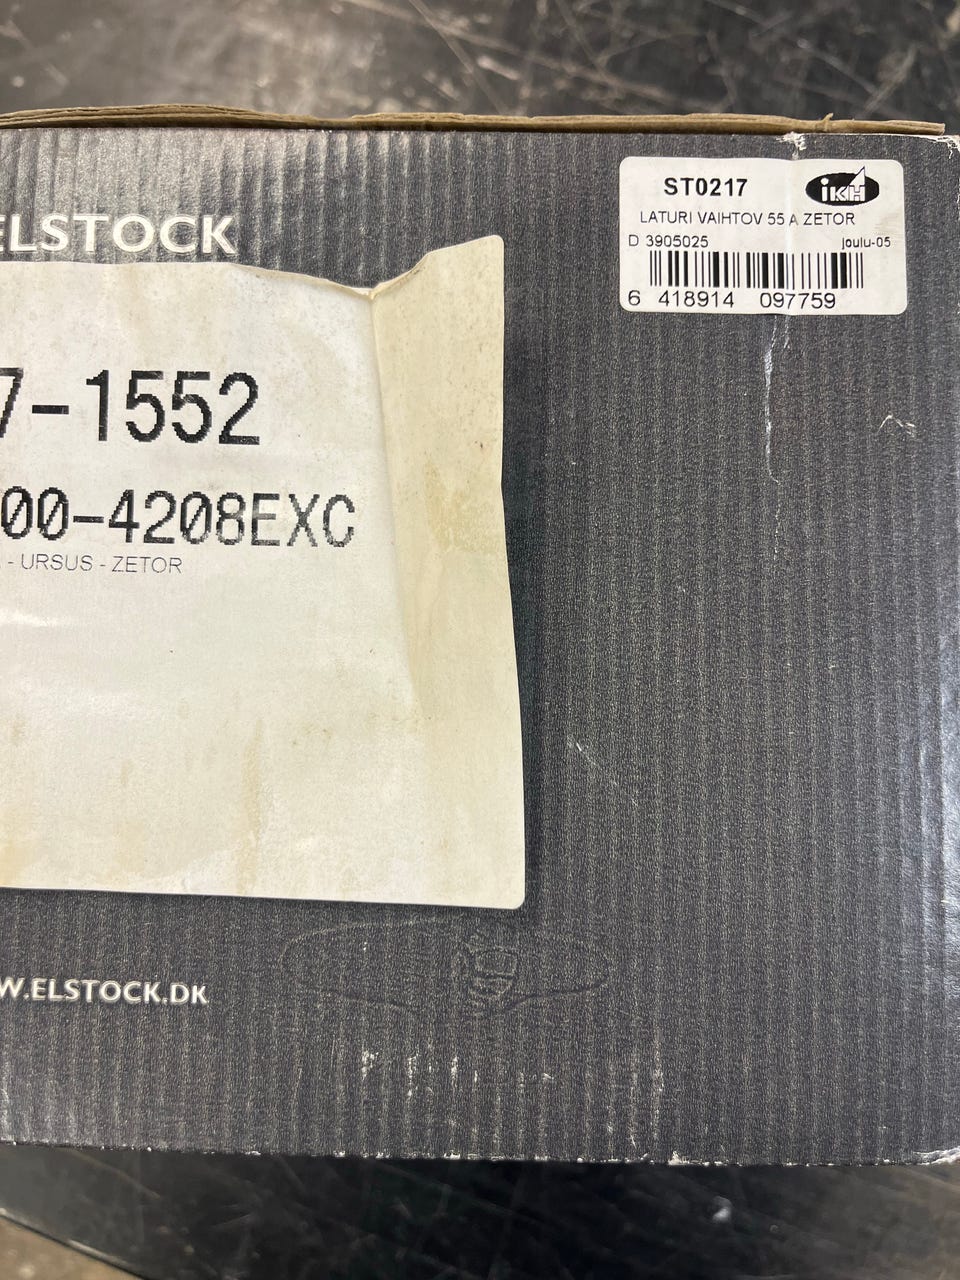 ELSTOCK
ST0217
IKH
LATURI VAIHTOV 55 A ZETOR
D 3905025
joulu-05
6 418914 097759
7-1552
00-4208EXC
- URSUS - ZETOR
W.ELSTOCK.DK